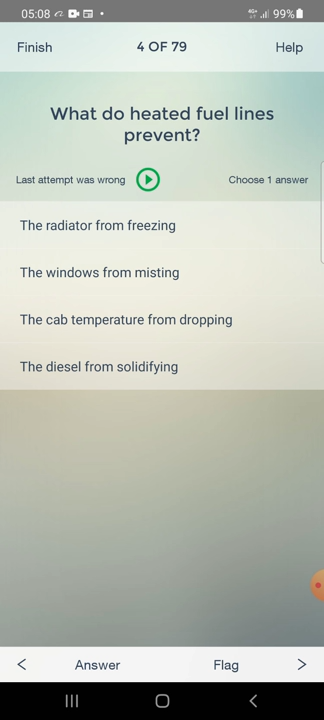 05:08 4G+ 99%
Finish 4 OF 79 Help
What do heated fuel lines
prevent?
Last attempt was wrong Choose 1 answer
The radiator from freezing
The windows from misting
The cab temperature from dropping
The diesel from solidifying
Answer Flag